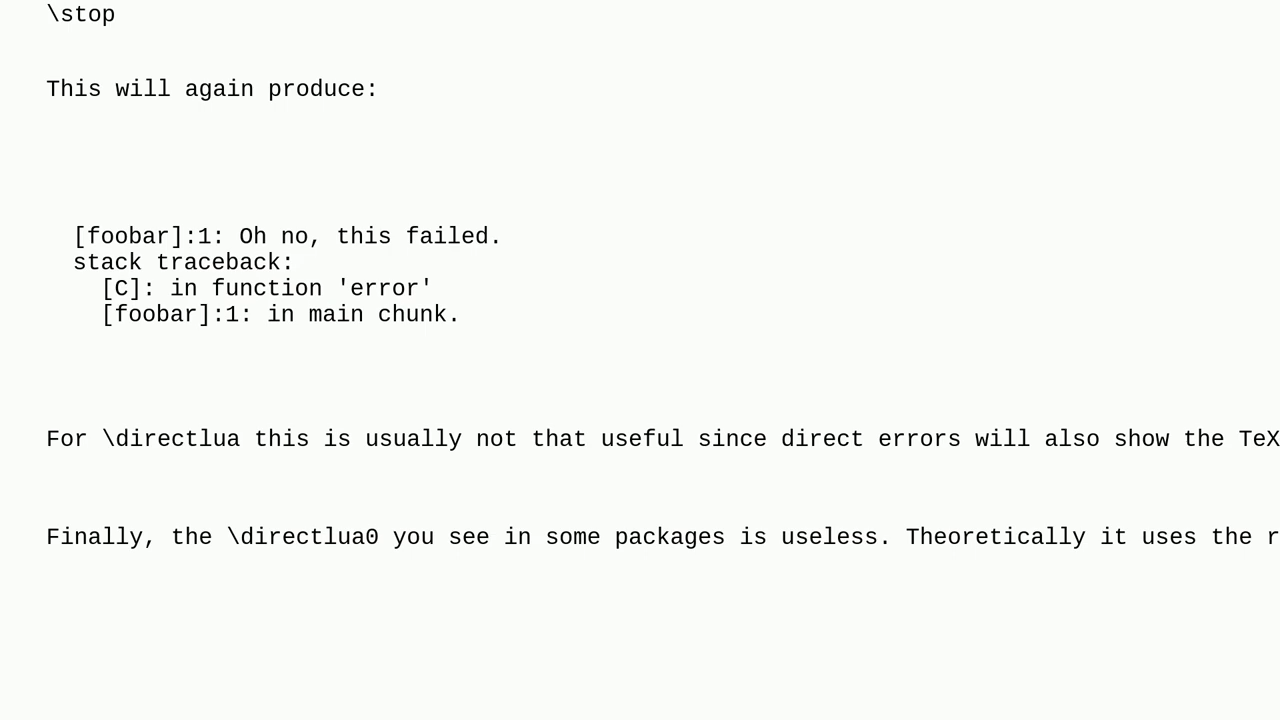 \stop
This will again produce:
[foobar]:1: Oh no, this failed.
stack traceback:
[C]: in function 'error'
[foobar]:1: in main chunk.
For \directlua this is usually not that useful since direct errors will also show the TeX
Finally, the \directlua0 you see in some packages is useless. Theoretically it uses the